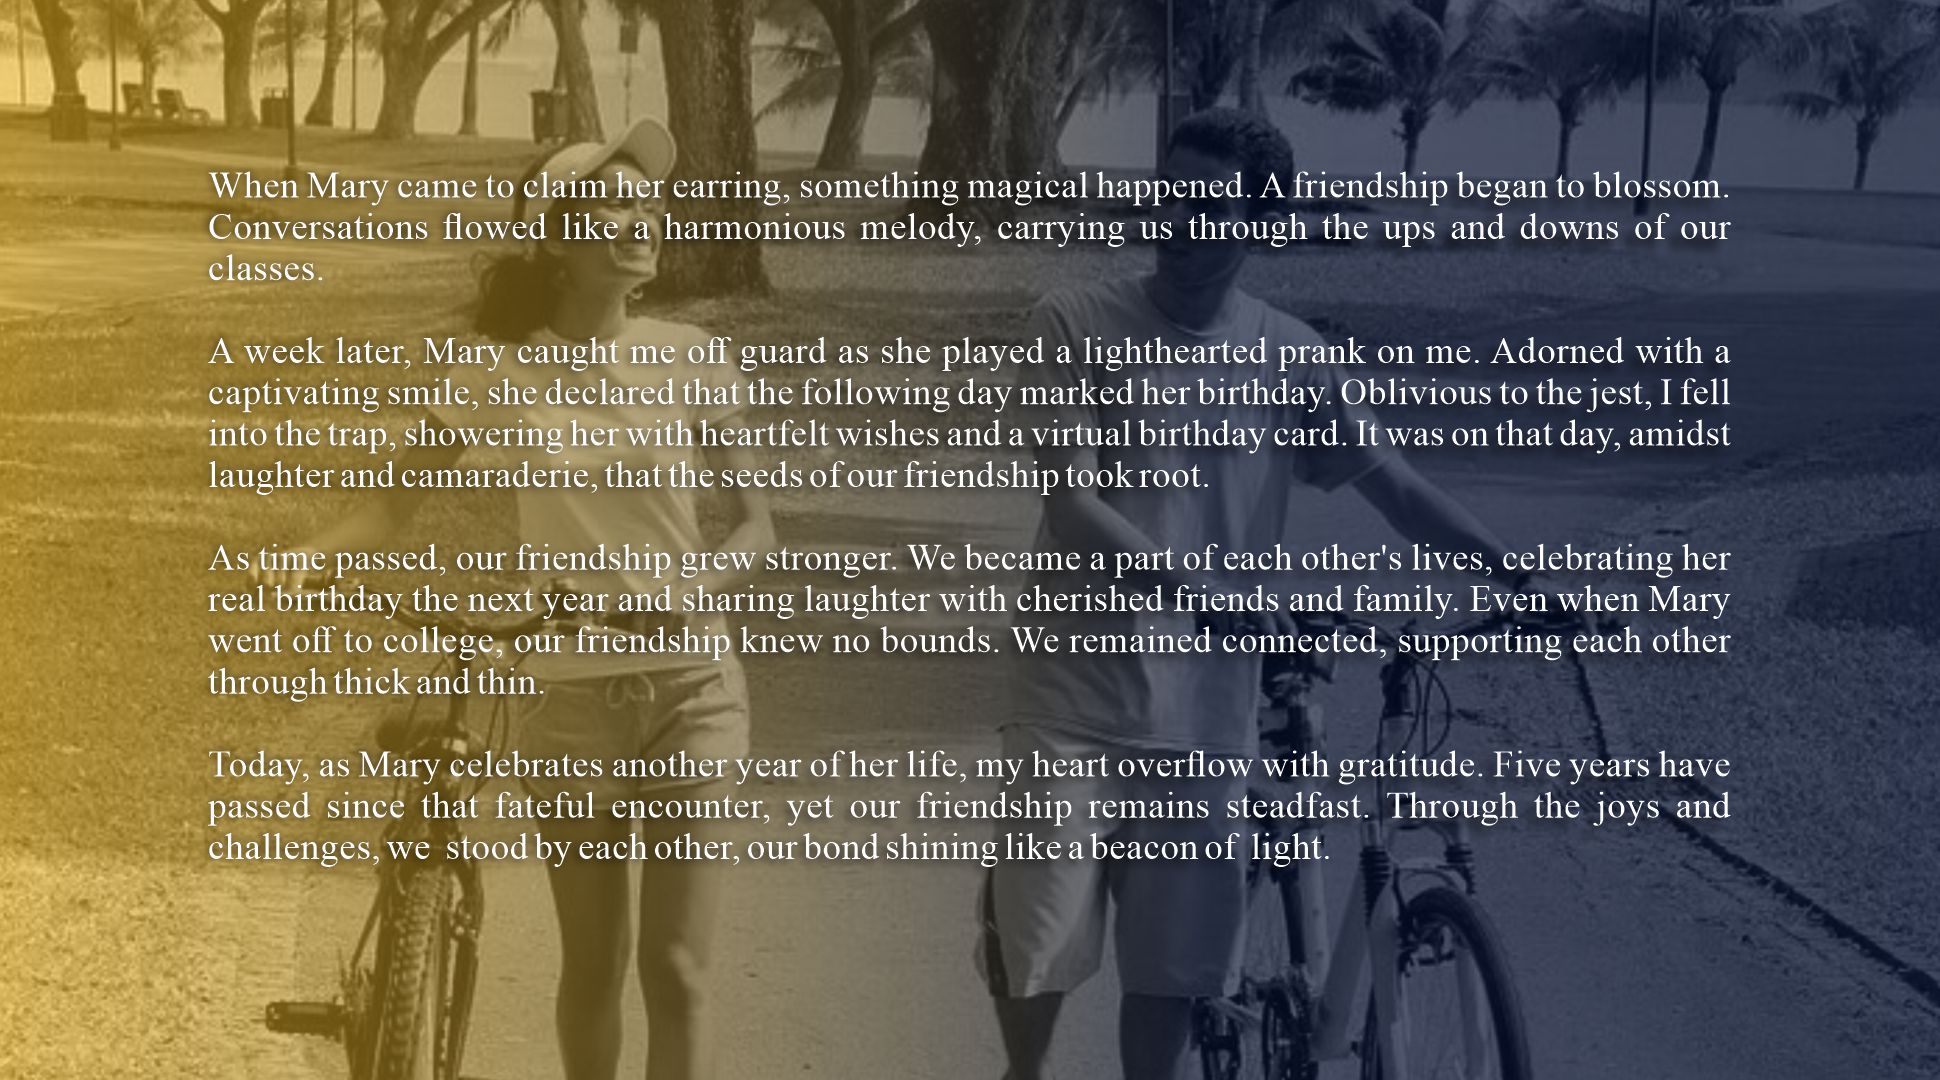 When Mary came to claim her earring, something magical happened. A friendship began to blossom.
Conversations flowed like a harmonious melody, carrying us through the ups and downs of our
classes.
A week later, Mary caught me off guard as she played a lighthearted prank on me. Adorned with a
captivating smile, she declared that the following day marked her birthday. Oblivious to the jest, I fell
into the trap, showering her with heartfelt wishes and a virtual birthday card. It was on that day, amidst
laughter and camaraderie, that the seeds of our friendship took root.
As time passed, our friendship grew stronger. We became a part of each other's lives, celebrating her
real birthday the next year and sharing laughter with cherished friends and family. Even when Mary
went off to college, our friendship knew no bounds. We remained connected, supporting each other
through thick and thin.
Today, as Mary celebrates another year of her life, my heart overflow with gratitude. Five years have
passed since that fateful encounter, yet our friendship remains steadfast. Through the joys and
challenges, we stood by each other, our bond shining like a beacon of light.